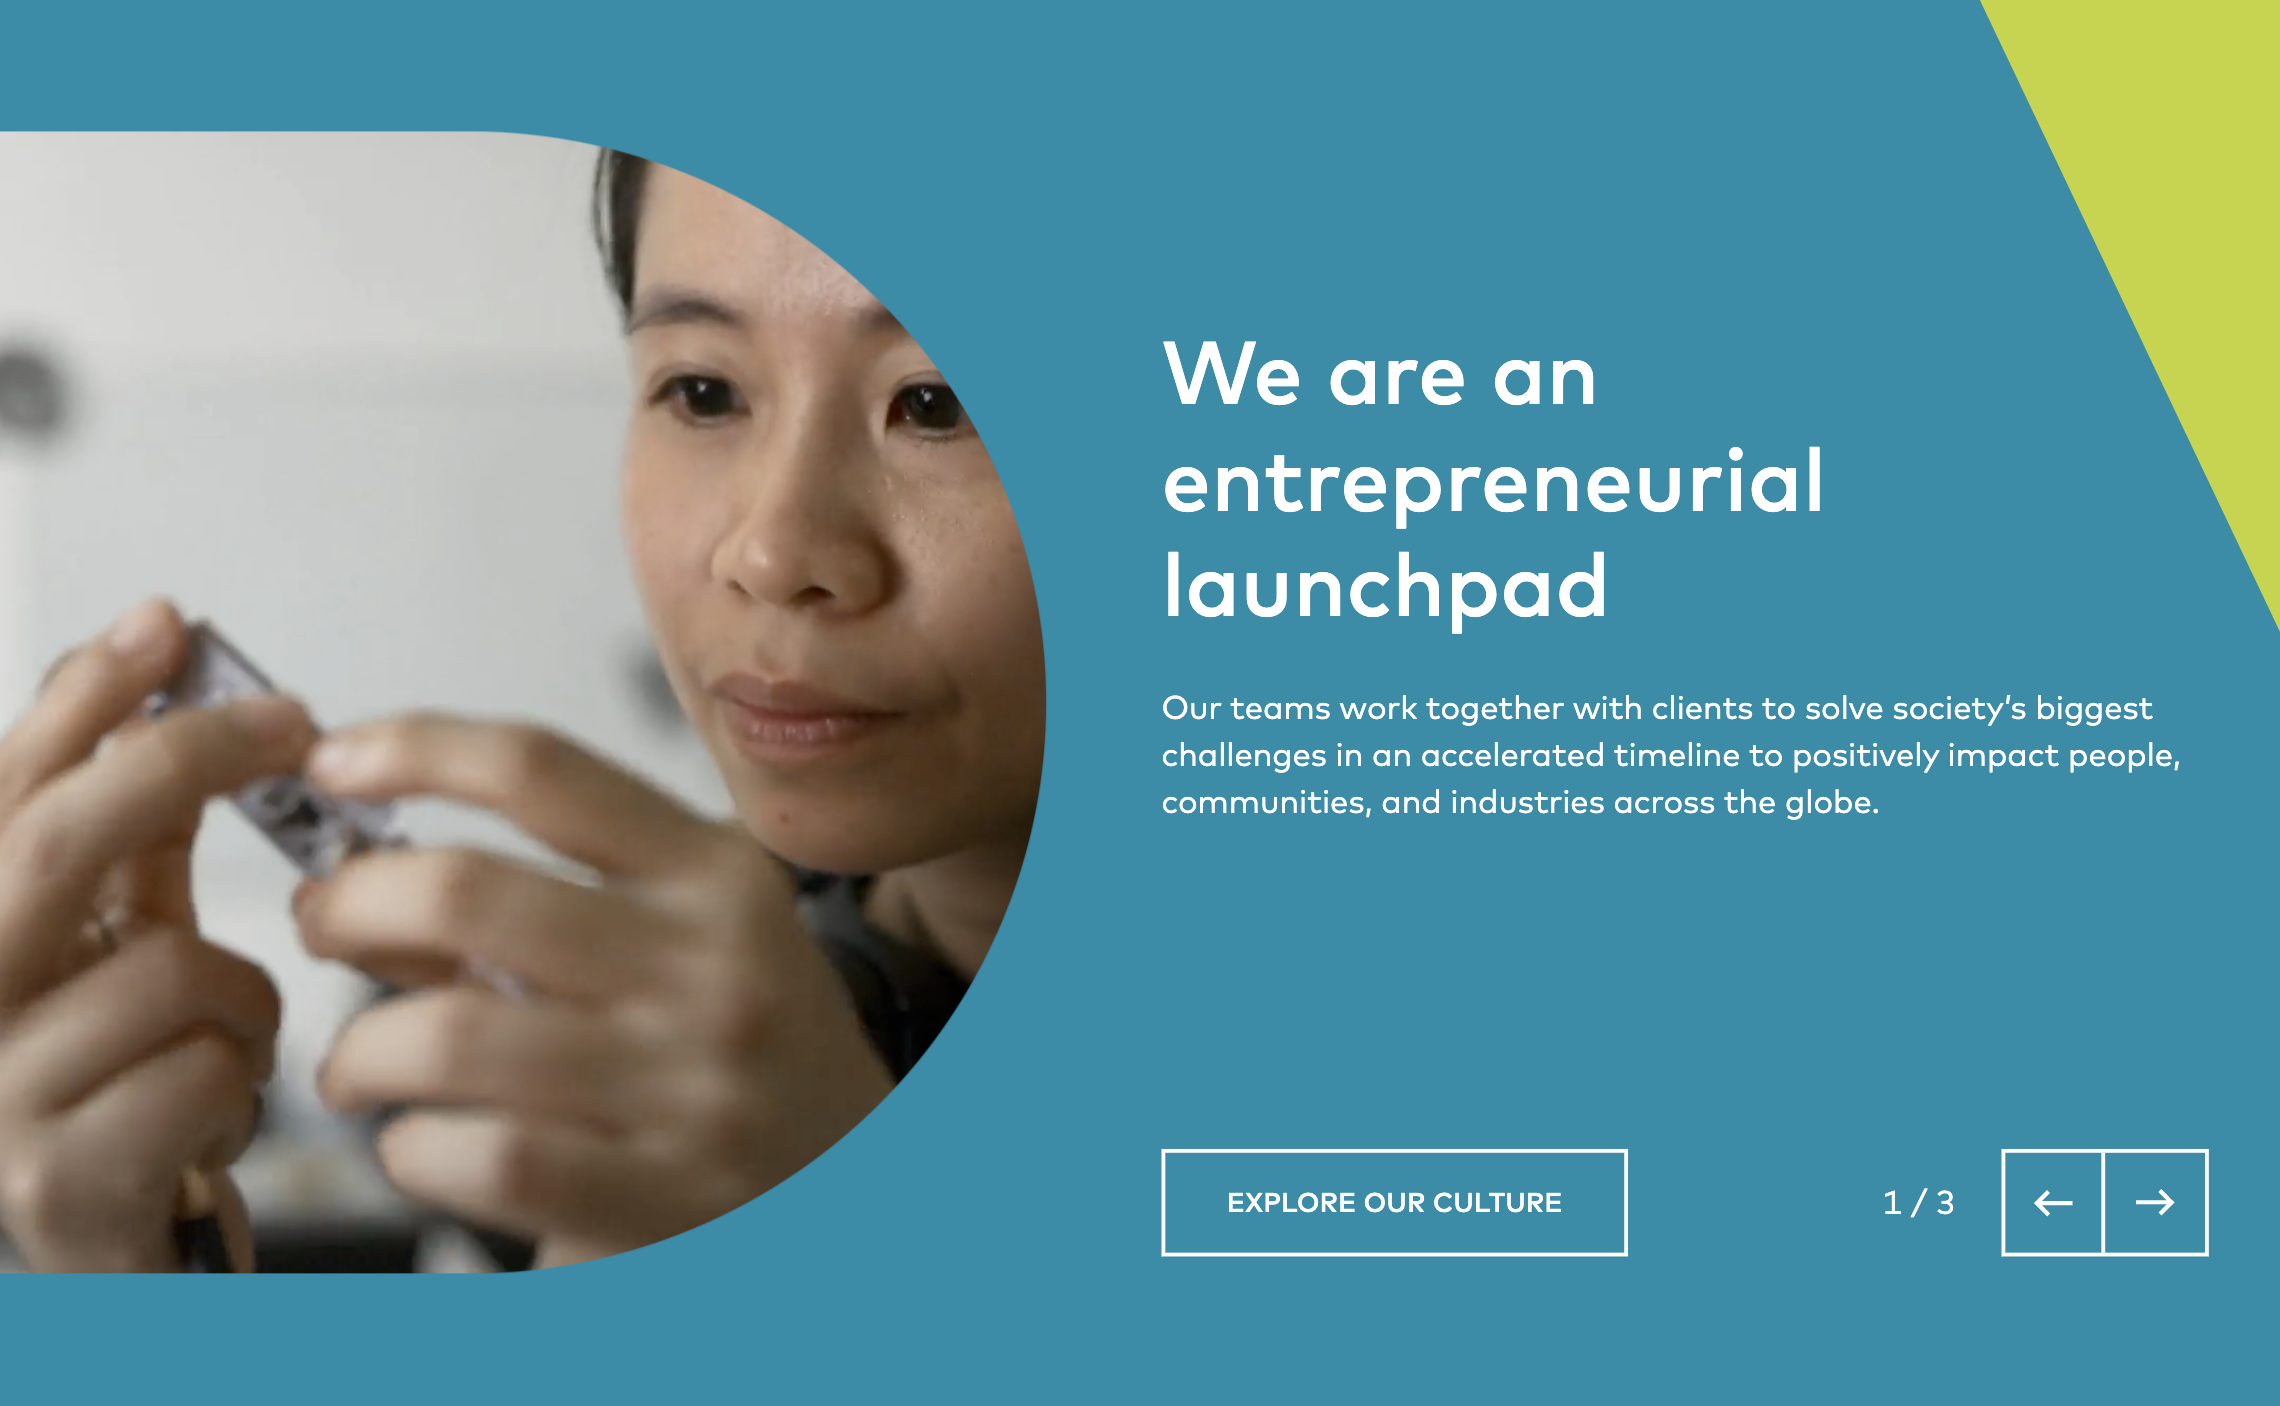 We are an
entrepreneurial
launchpad
Our teams work together with clients to solve society’s biggest
challenges in an accelerated timeline to positively impact people,
communities, and industries across the globe.
EXPLORE OUR CULTURE
1 / 3